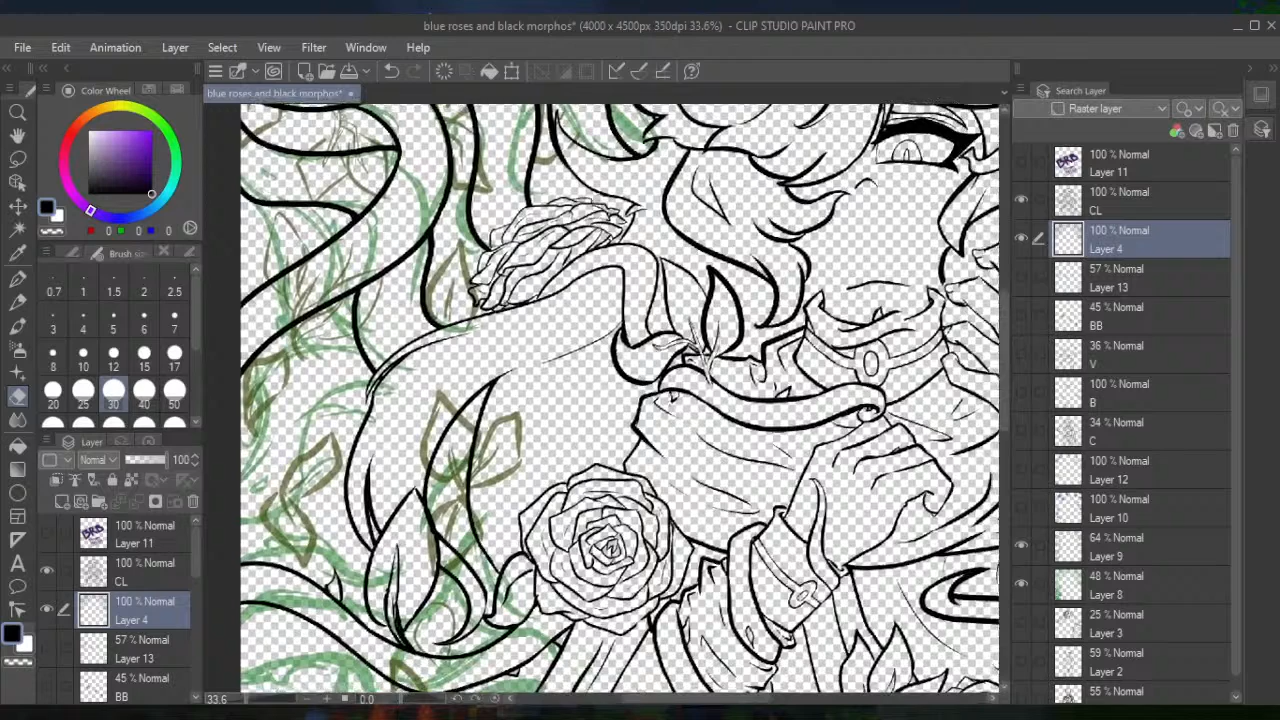 blue roses and black morphos* (4000 x 4500px 350dpi 33.6%) - CLIP STUDIO PAINT PRO
File Edit Animation Layer Select View Filter Window Help
Color Wheel
blue roses and black morphos*
Search Layer
Raster layer
0 0 0
Brush
0.7 1 1.5 2 2.5
3 4 5 6 7
8 10 12 15 17
20 25 30 40 50
Layer
Normal 100
100 % Normal
Layer 11
100 % Normal
CL
100 % Normal
Layer 4
57 % Normal
Layer 13
45 % Normal
BB
33.6
0.0
100 % Normal
Layer 11
100 % Normal
CL
100 % Normal
Layer 4
57 % Normal
Layer 13
45 % Normal
BB
36 % Normal
V
100 % Normal
B
34 % Normal
C
100 % Normal
Layer 12
100 % Normal
Layer 10
64 % Normal
Layer 9
48 % Normal
Layer 8
25 % Normal
Layer 3
59 % Normal
Layer 2
55 % Normal